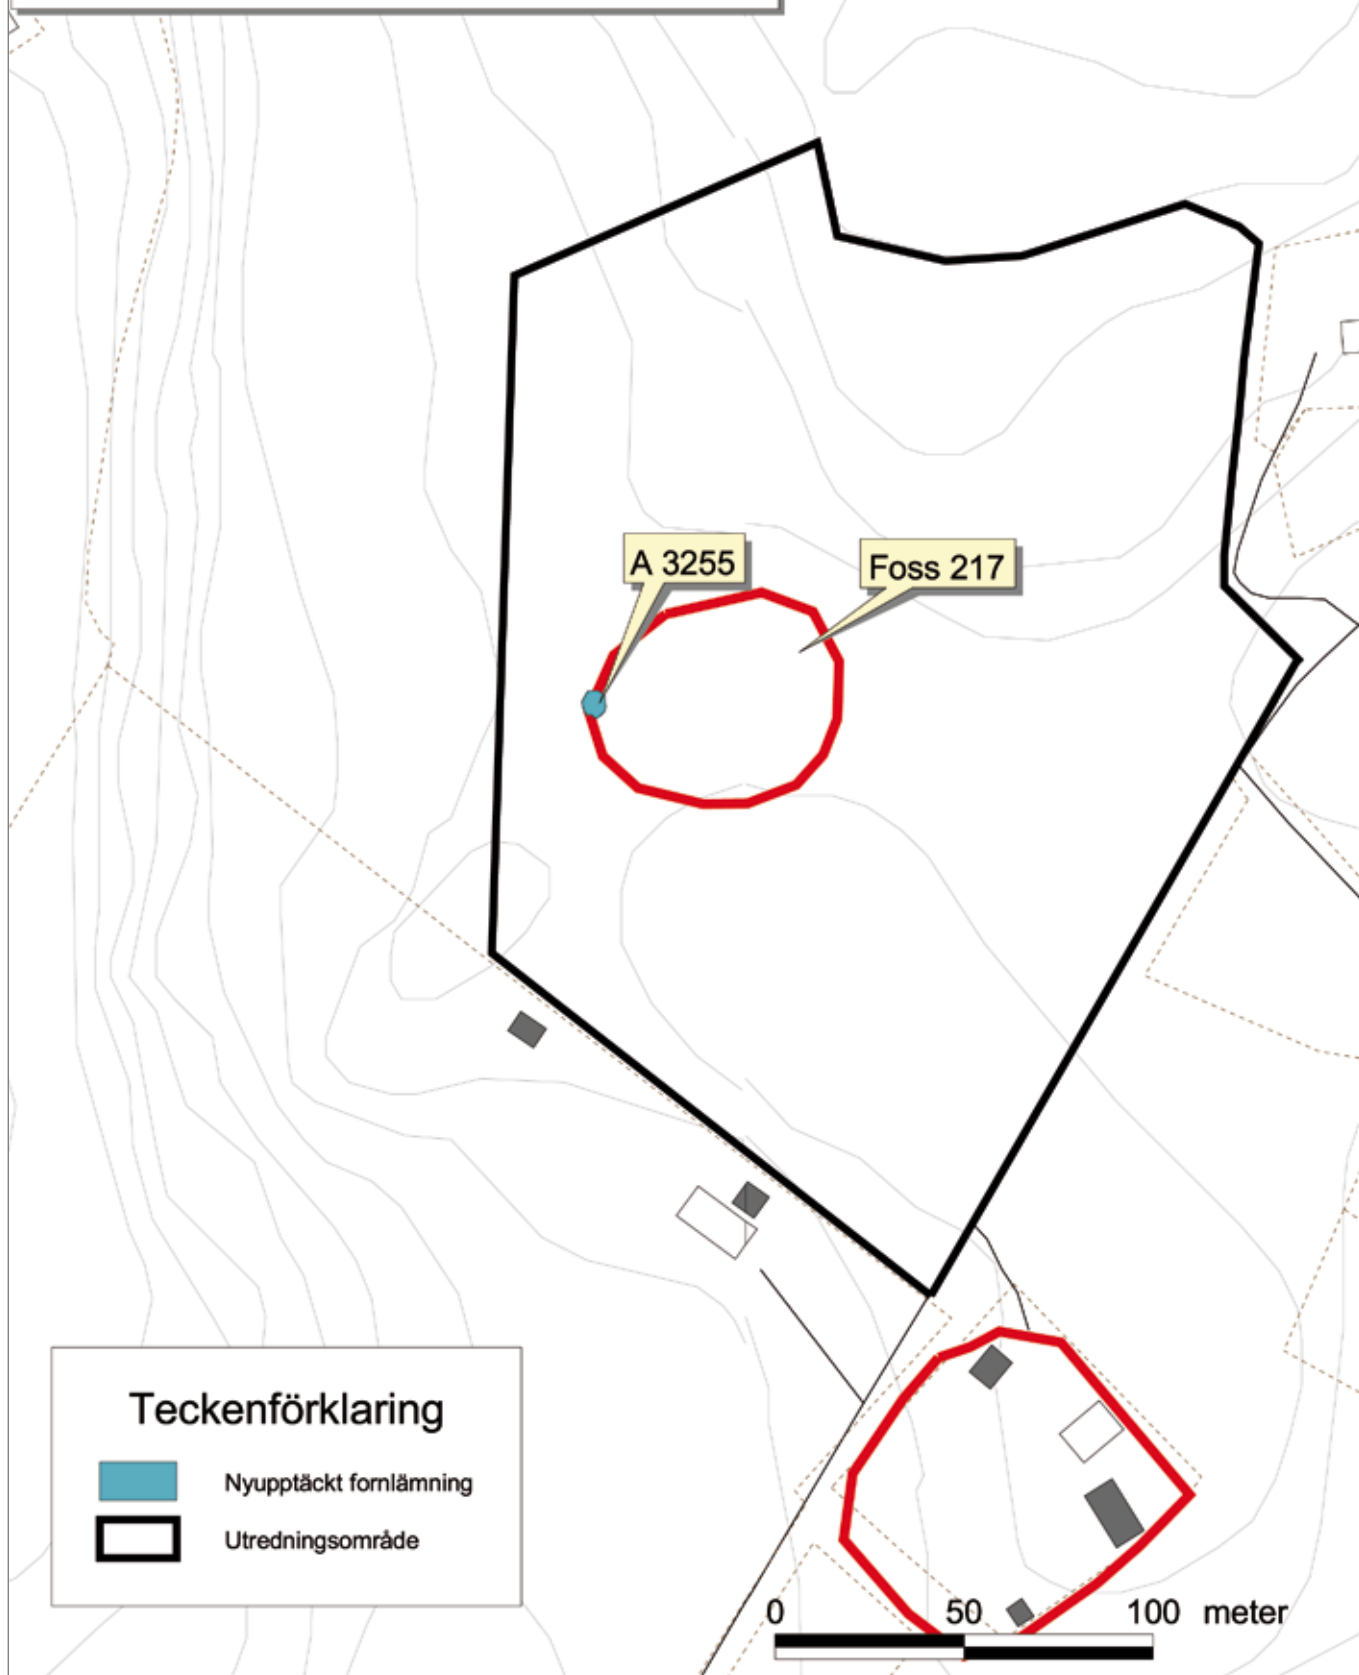 A 3255
Foss 217
Teckenförklaring
Nyupptäckt fornlämning
Utredningsområde
0 50 100 meter